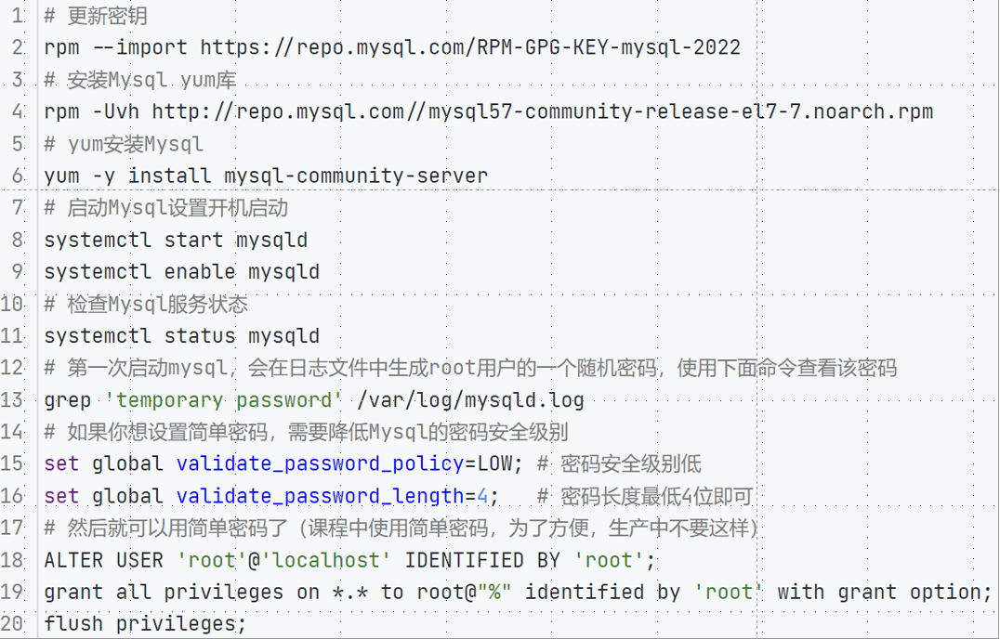 1 # 更新密钥
2 rpm --import https://repo.mysql.com/RPM-GPG-KEY-mysql-2022
3 # 安装Mysql yum库
4 rpm -Uvh http://repo.mysql.com//mysql57-community-release-el7-7.noarch.rpm
5 # yum安装Mysql
6 yum -y install mysql-community-server
7 # 启动Mysql设置开机启动
8 systemctl start mysqld
9 systemctl enable mysqld
10 # 检查Mysql服务状态
11 systemctl status mysqld
12 # 第一次启动mysql，会在日志文件中生成root用户的一个随机密码，使用下面命令查看该密码
13 grep 'temporary password' /var/log/mysqld.log
14 # 如果你想设置简单密码，需要降低Mysql的密码安全级别
15 set global validate_password_policy=LOW; # 密码安全级别低
16 set global validate_password_length=4;   # 密码长度最低4位即可
17 # 然后就可以用简单密码了（课程中使用简单密码，为了方便，生产中不要这样）
18 ALTER USER 'root'@'localhost' IDENTIFIED BY 'root';
19 grant all privileges on *.* to root@"%" identified by 'root' with grant option;
20 flush privileges;